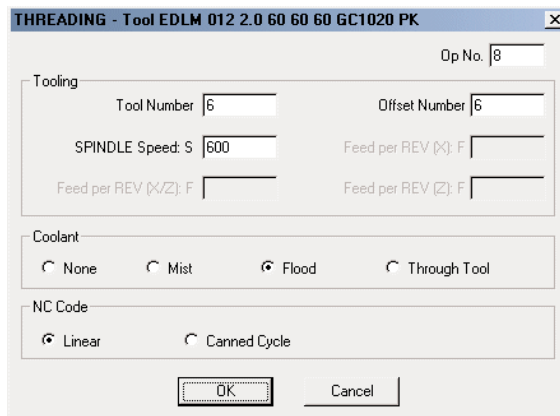 THREADING - Tool EDLM 012 2.0 60 60 60 GC1020 PK
Op No. 8
Tooling
Tool Number 6 Offset Number 6
SPINDLE Speed: S 600 Feed per REV (X): F
Feed per REV (X/Z): F Feed per REV (Z): F
Coolant
None Mist Flood Through Tool
NC Code
Linear Canned Cycle
OK Cancel